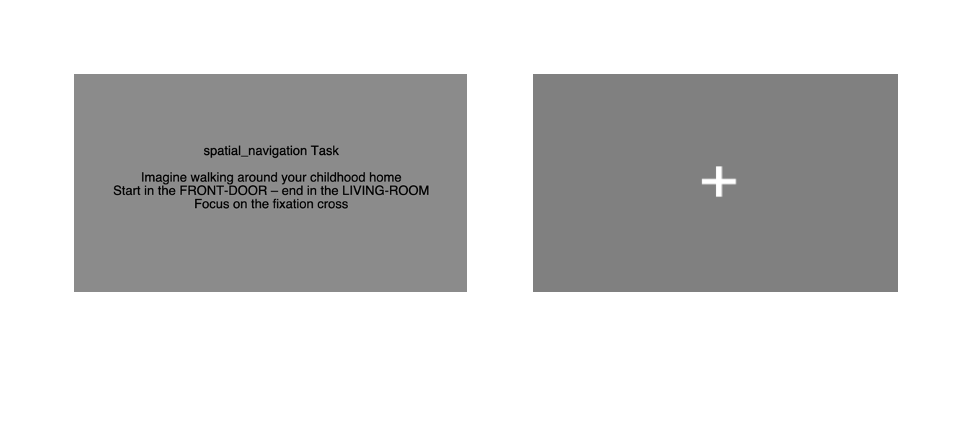 spatial_navigation Task
Imagine walking around your childhood home
Start in the FRONT-DOOR – end in the LIVING-ROOM
Focus on the fixation cross